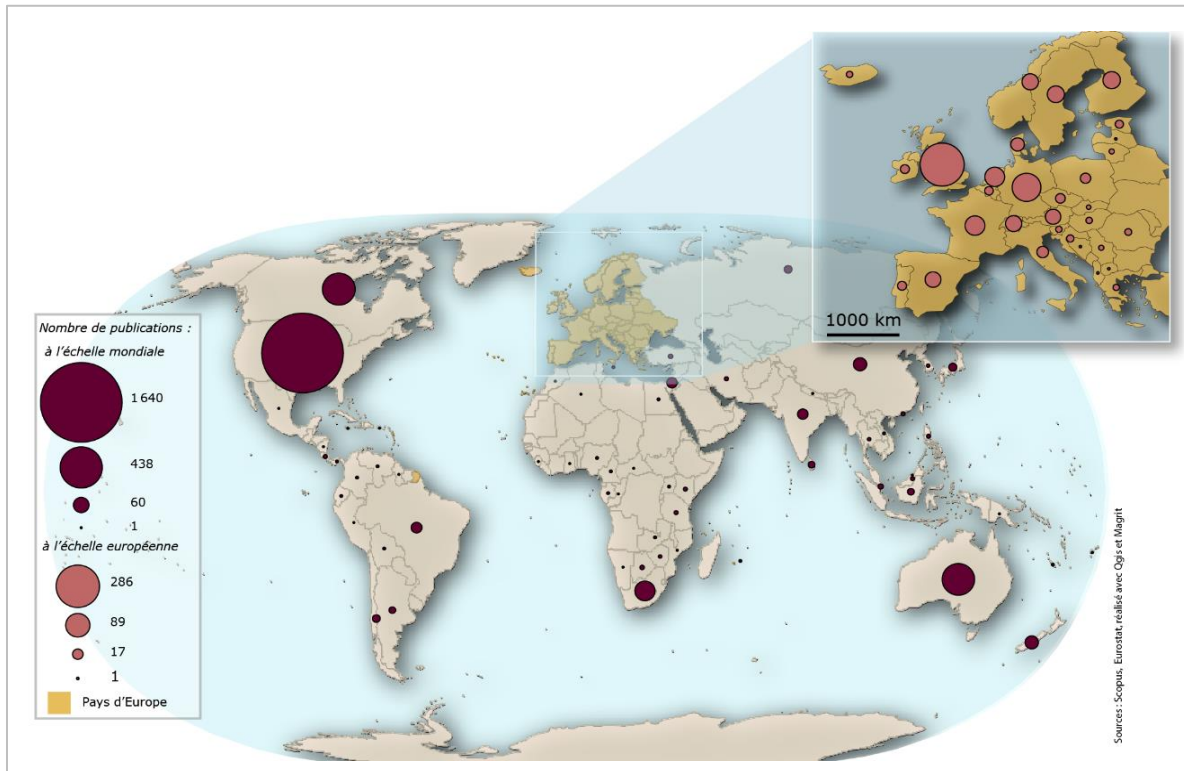 1000 km
Nombre de publications :
à l'échelle mondiale
1 640
438
60
1
à l'échelle européenne
286
89
17
1
Pays d'Europe
Sources : Scopus, Eurostat, réalisé avec Qgis et Magrit